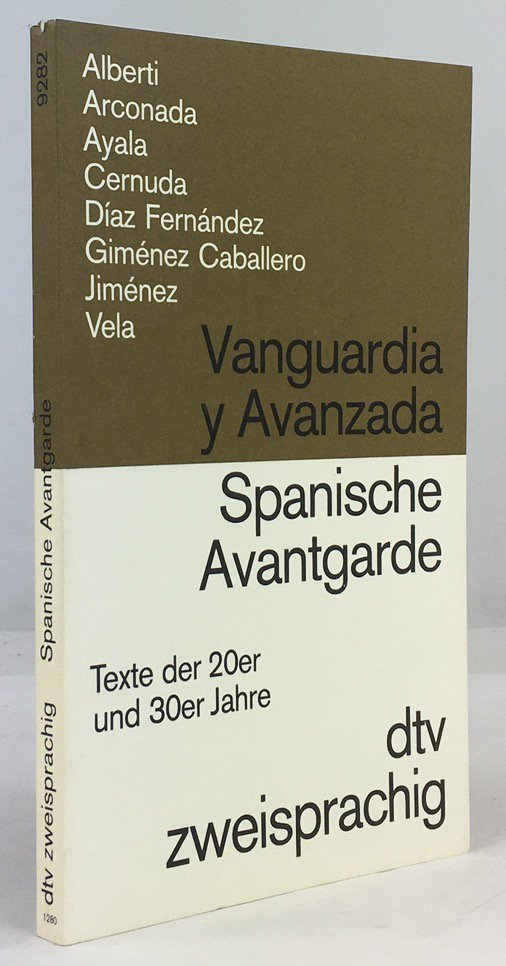 Alberti
Arconada
Ayala
Cernuda
Díaz Fernández
Giménez Caballero
Jiménez
Vela
Vanguardia
y Avanzada
Spanische
Avantgarde
Texte der 20er
und 30er Jahre
dtv
zweisprachig
9282
Spanische Avantgarde
dtv zweisprachig
1280